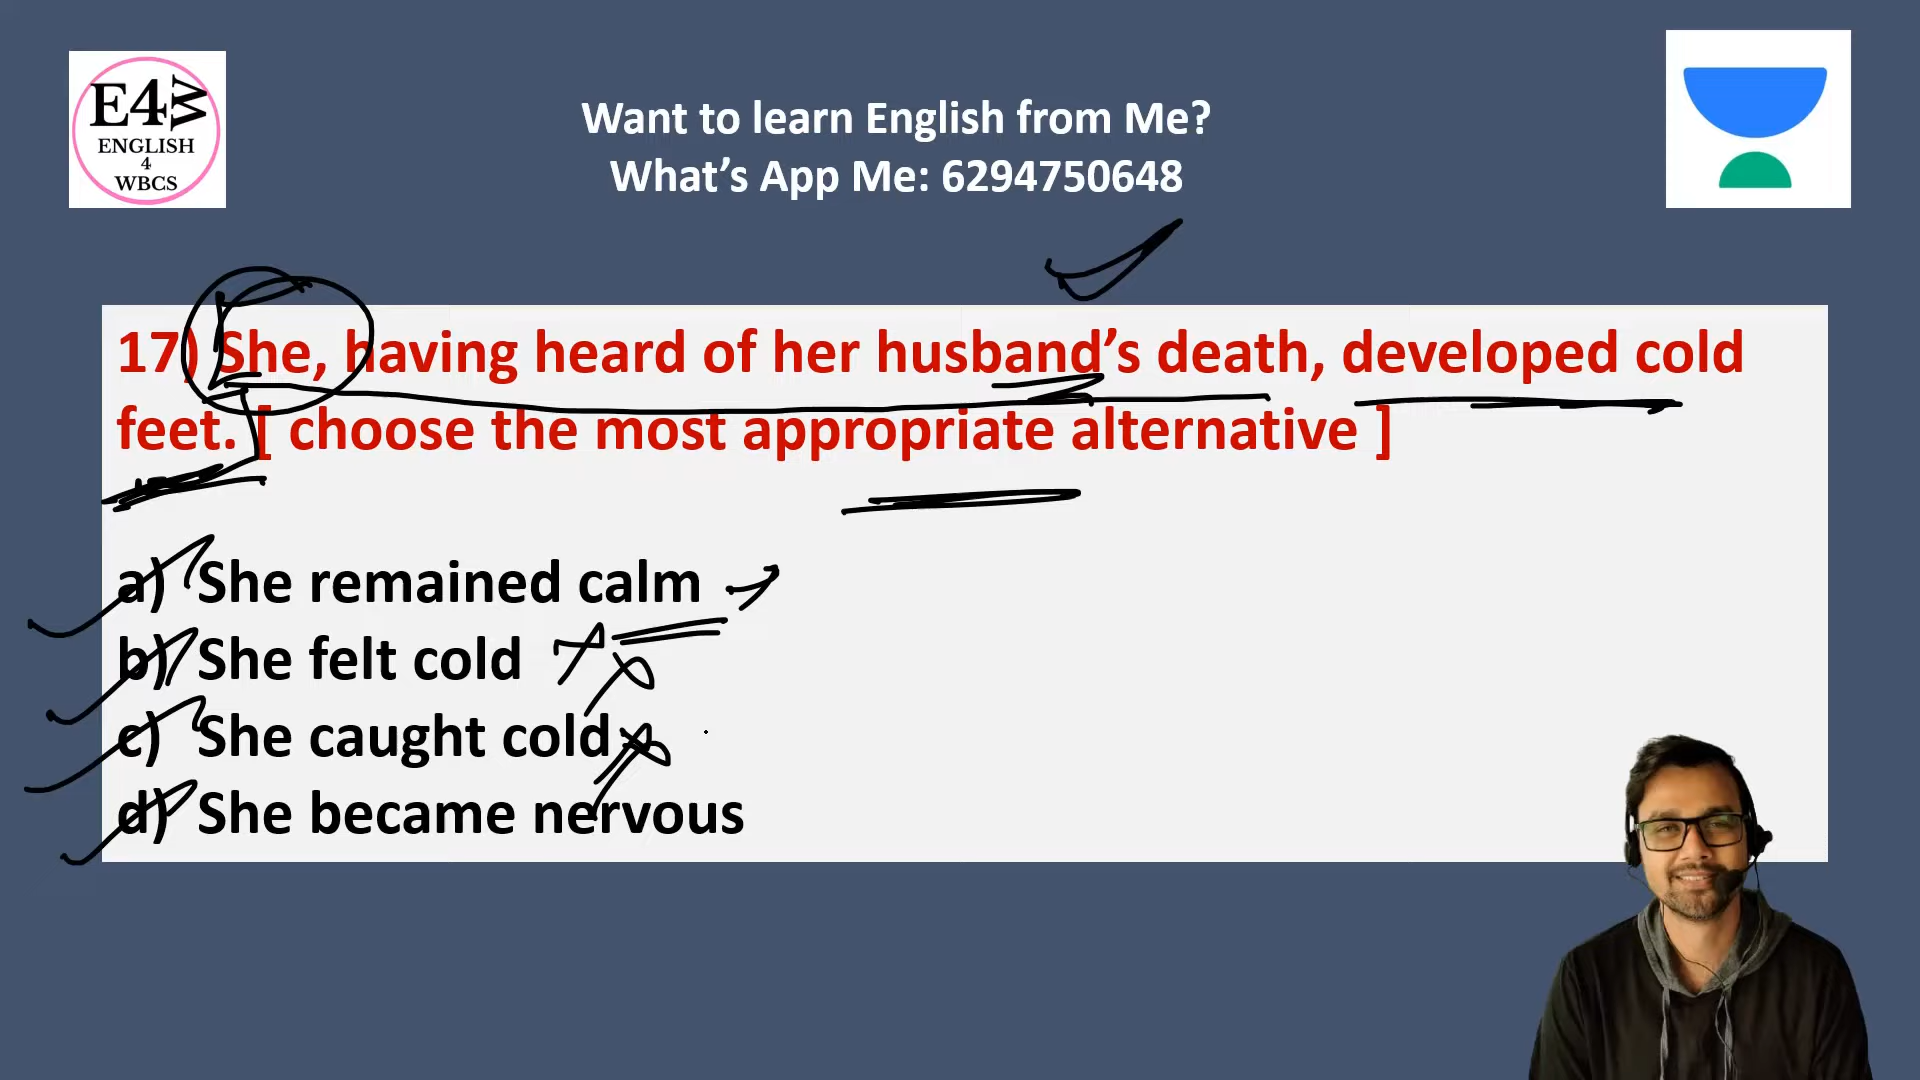 E4
WW
ENGLISH
4
WBCS
Want to learn English from Me?
What's App Me: 6294750648
17) She, having heard of her husband's death, developed cold
feet. [ choose the most appropriate alternative ]
a) She remained calm
b) She felt cold
c) She caught cold
d) She became nervous